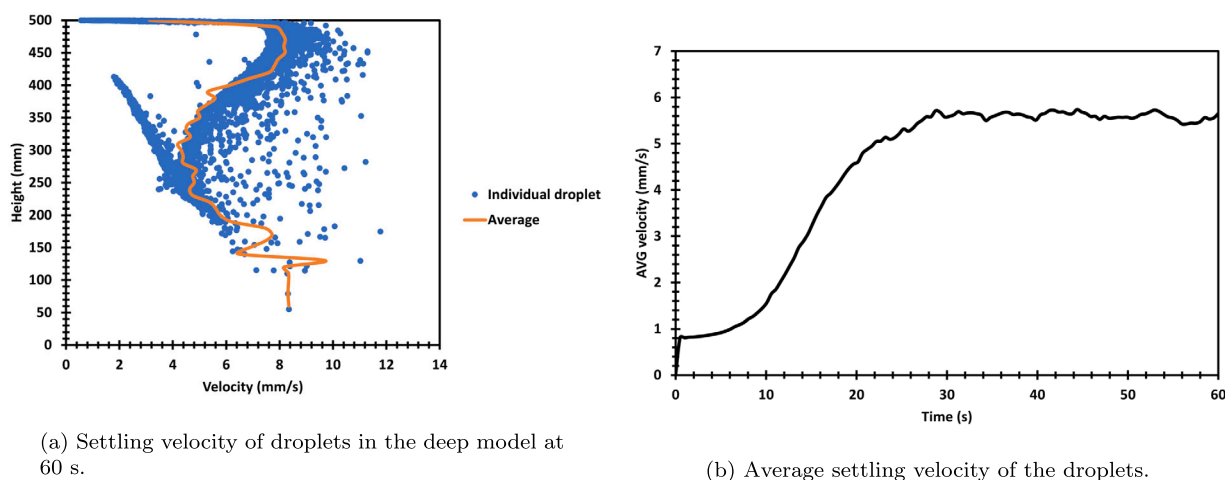 500
450
400
350
300
250
200
150
100
50
0
Height (mm)
0 2 4 6 8 10 12 14
Velocity (mm/s)
Individual droplet
Average
(a) Settling velocity of droplets in the deep model at
60 s.
7
6
5
4
3
2
1
0
AVG velocity (mm/s)
0 10 20 30 40 50 60
Time (s)
(b) Average settling velocity of the droplets.